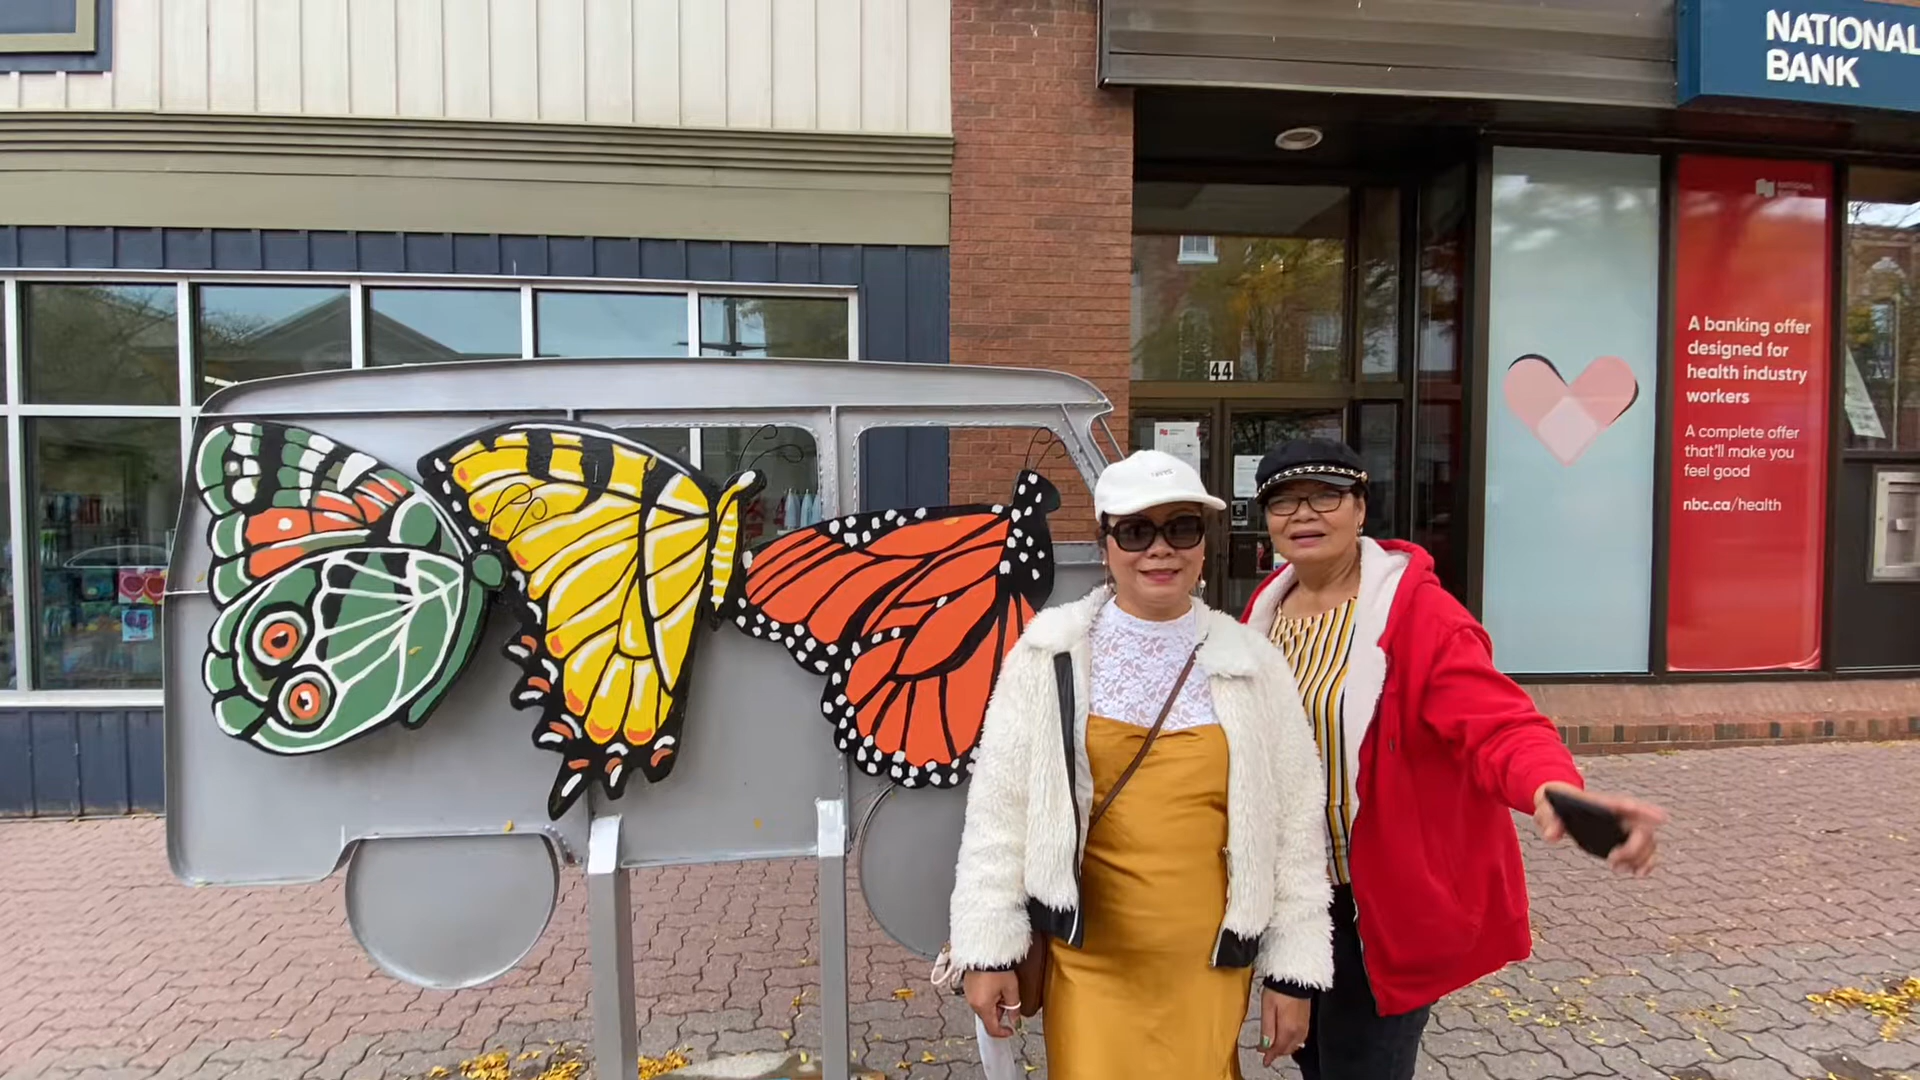 NATIONAL
BANK
44
A banking offer
designed for
health industry
workers
A complete offer
that'll make you
feel good
nbc.ca/health